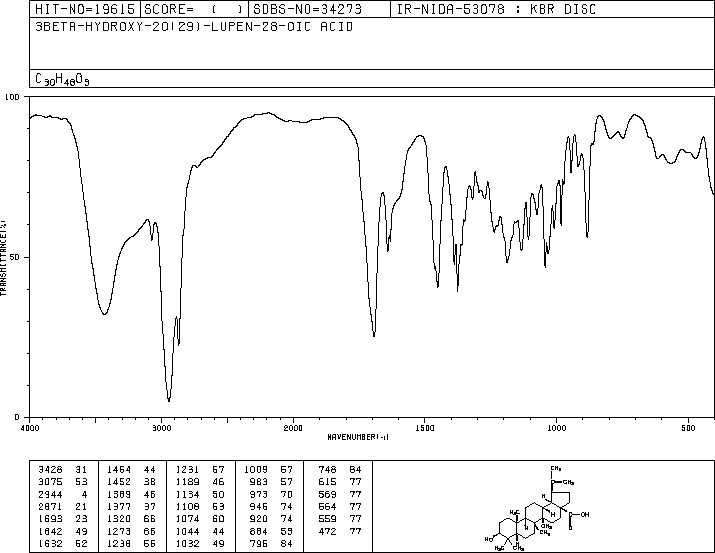 HIT-NO=19615 SCORE= ( ) SDBS-NO=34273 IR-NIDA-53078 : KBR DISC
3BETA-HYDROXY-20(29)-LUPEN-28-OIC ACID
C30H48O3
100
50
0
TRANSMITTANCE(%)
4000 3000 2000 1500 1000 500
WAVENUMBER(-1)
3428 31 1464 44 1231 57 1009 57 748 84
3075 53 1452 38 1189 46 983 57 615 77
2944 4 1389 46 1134 50 973 70 569 77
2871 21 1377 37 1108 53 946 74 564 77
1693 23 1320 66 1074 60 920 74 559 77
1642 49 1273 66 1044 44 884 55 472 77
1632 52 1238 55 1032 49 796 84